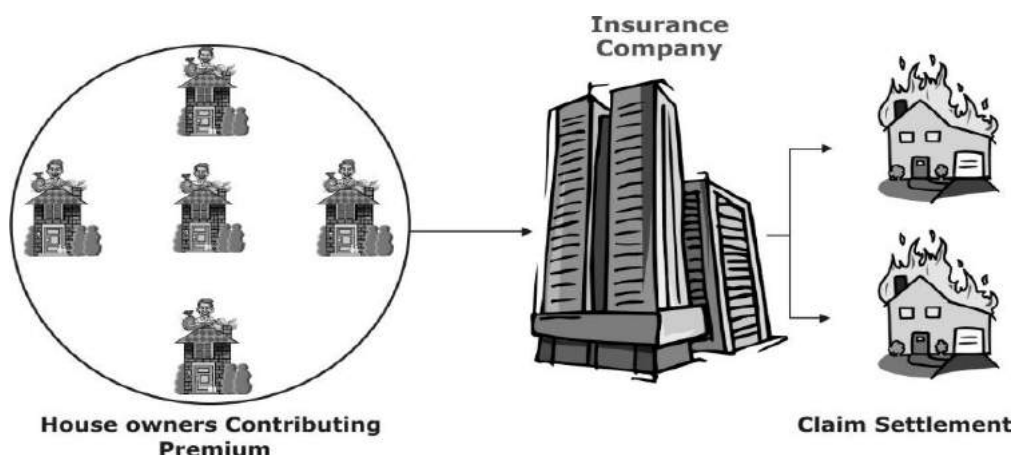 Insurance
Company
House owners Contributing
Premium
Claim Settlement